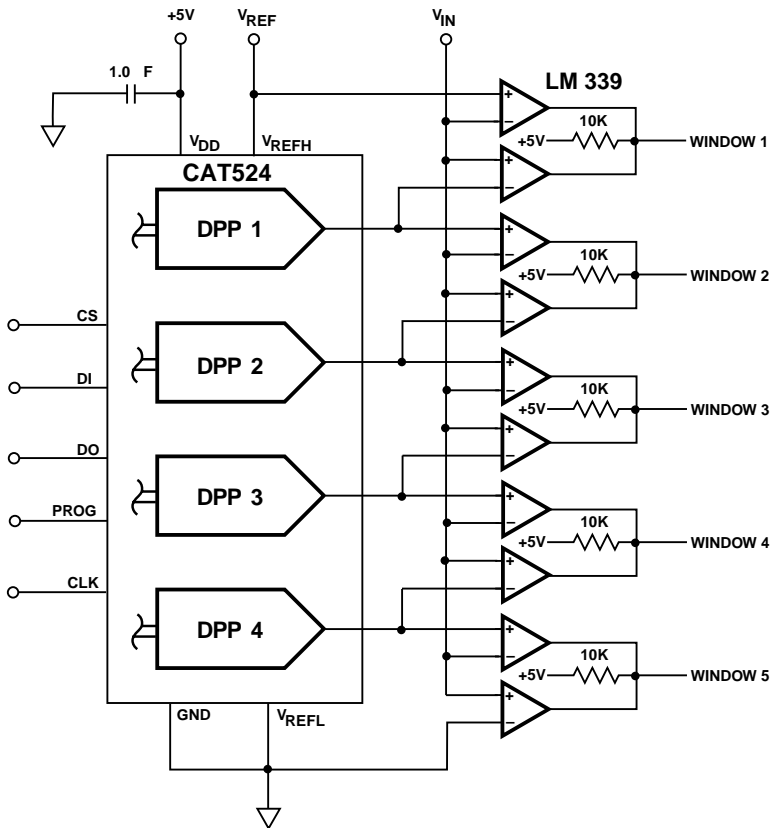 +5V
VREF
VIN
1.0 F
LM 339
VDD
VREFH
CAT524
+ − 10K
+5V WINDOW 1
+ −
DPP 1
+ − 10K
+5V WINDOW 2
+ −
CS
DPP 2
+ − 10K
DI
+5V WINDOW 3
+ −
DO
DPP 3
+ − 10K
PROG
+5V WINDOW 4
+ −
CLK
DPP 4
+ − 10K
+5V WINDOW 5
+ −
GND
VREFL